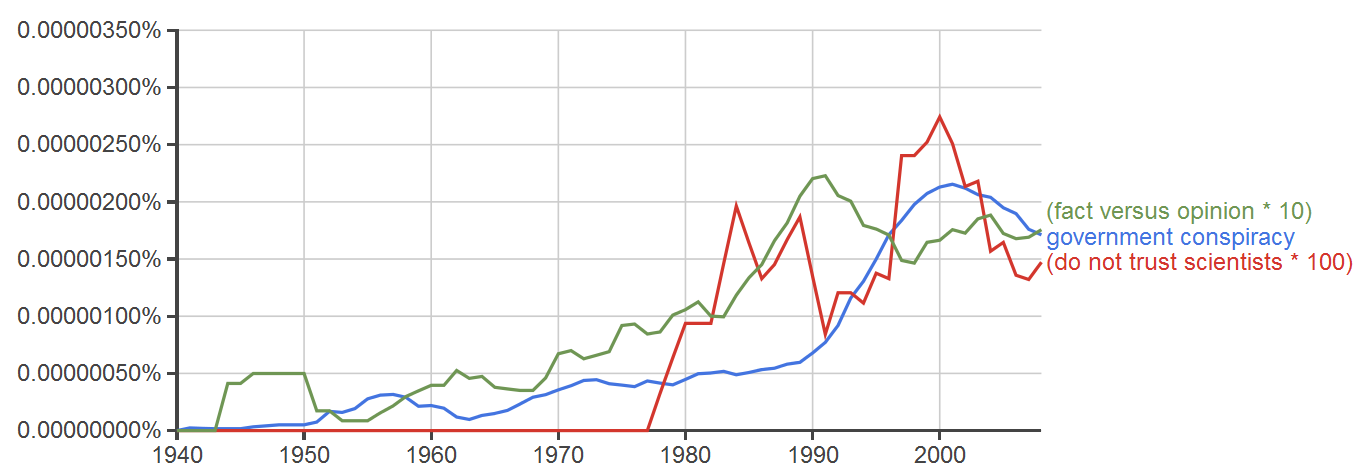 0.00000350%
0.00000300%
0.00000250%
0.00000200%
0.00000150%
0.00000100%
0.00000050%
0.00000000%
1940 1950 1960 1970 1980 1990 2000
(fact versus opinion * 10)
government conspiracy
(do not trust scientists * 100)